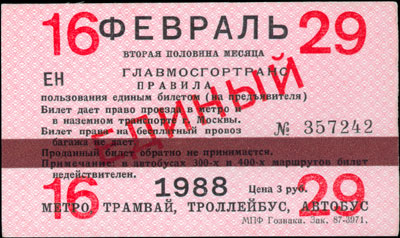 16 ФЕВРАЛЬ 29
ВТОРАЯ ПОЛОВИНА МЕСЯЦА
ЕН ГЛАВМОСГОРТРАНС
ПРАВИЛА
пользования единым билетом (на предъявителя)
Билет дает право проезда в метро и
в наземном транспорте г. Москвы.
Билет права на бесплатный провоз
багажа не дает.
№ 357242
ЕДИНЫЙ
Проданный билет обратно не принимается.
Примечание: в автобусах 300-х и 400-х маршрутов билет
недействителен.
16 1988 Цена 3 руб. 29
МЕТРО, ТРАМВАЙ, ТРОЛЛЕЙБУС, АВТОБУС
МПФ Гознака. Зак. 87-3971.